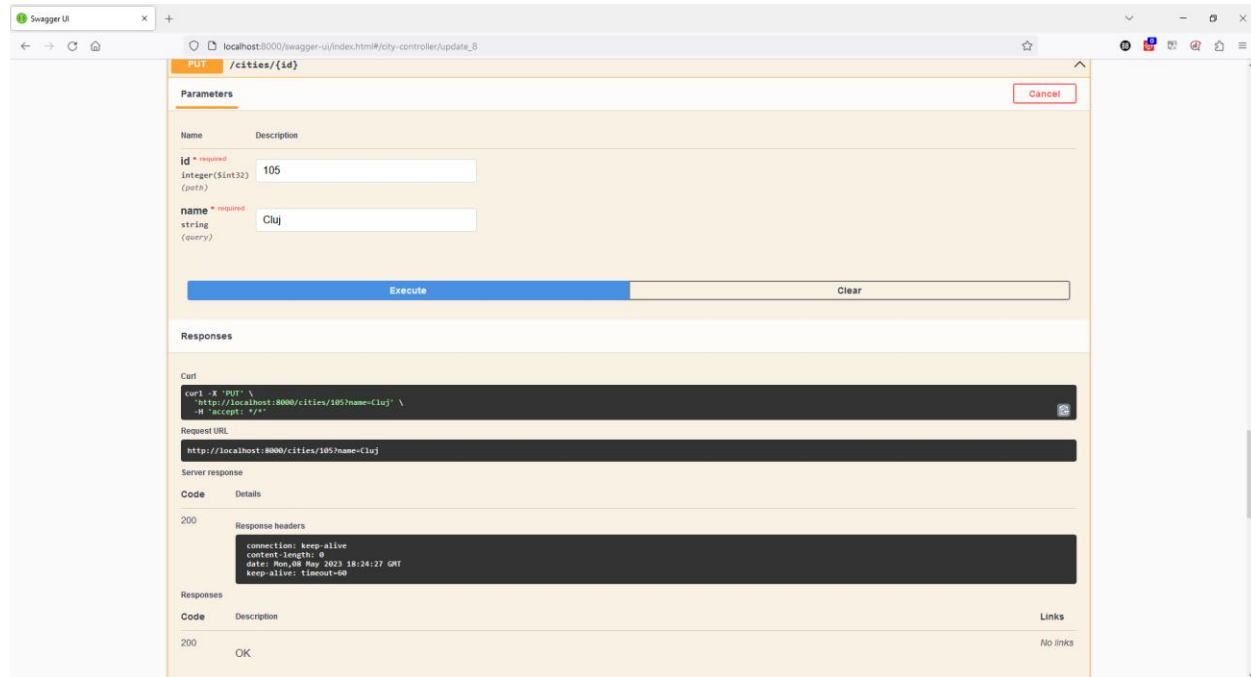 Swagger UI
localhost:8000/swagger-ui/index.html#/city-controller/update_8
PUT /cities/{id}
Parameters
Cancel
Name Description
id * required
integer($int32)
(path)
105
name * required
string
(query)
Cluj
Execute Clear
Responses
Curl
curl -X 'PUT' \
'http://localhost:8000/cities/105?name=Cluj' \
-H 'accept: */*'
Request URL
http://localhost:8000/cities/105?name=Cluj
Server response
Code Details
200
Response headers
connection: keep-alive
content-length: 0
date: Mon,08 May 2023 18:24:27 GMT
keep-alive: timeout=60
Responses
Code Description Links
200
OK
No links